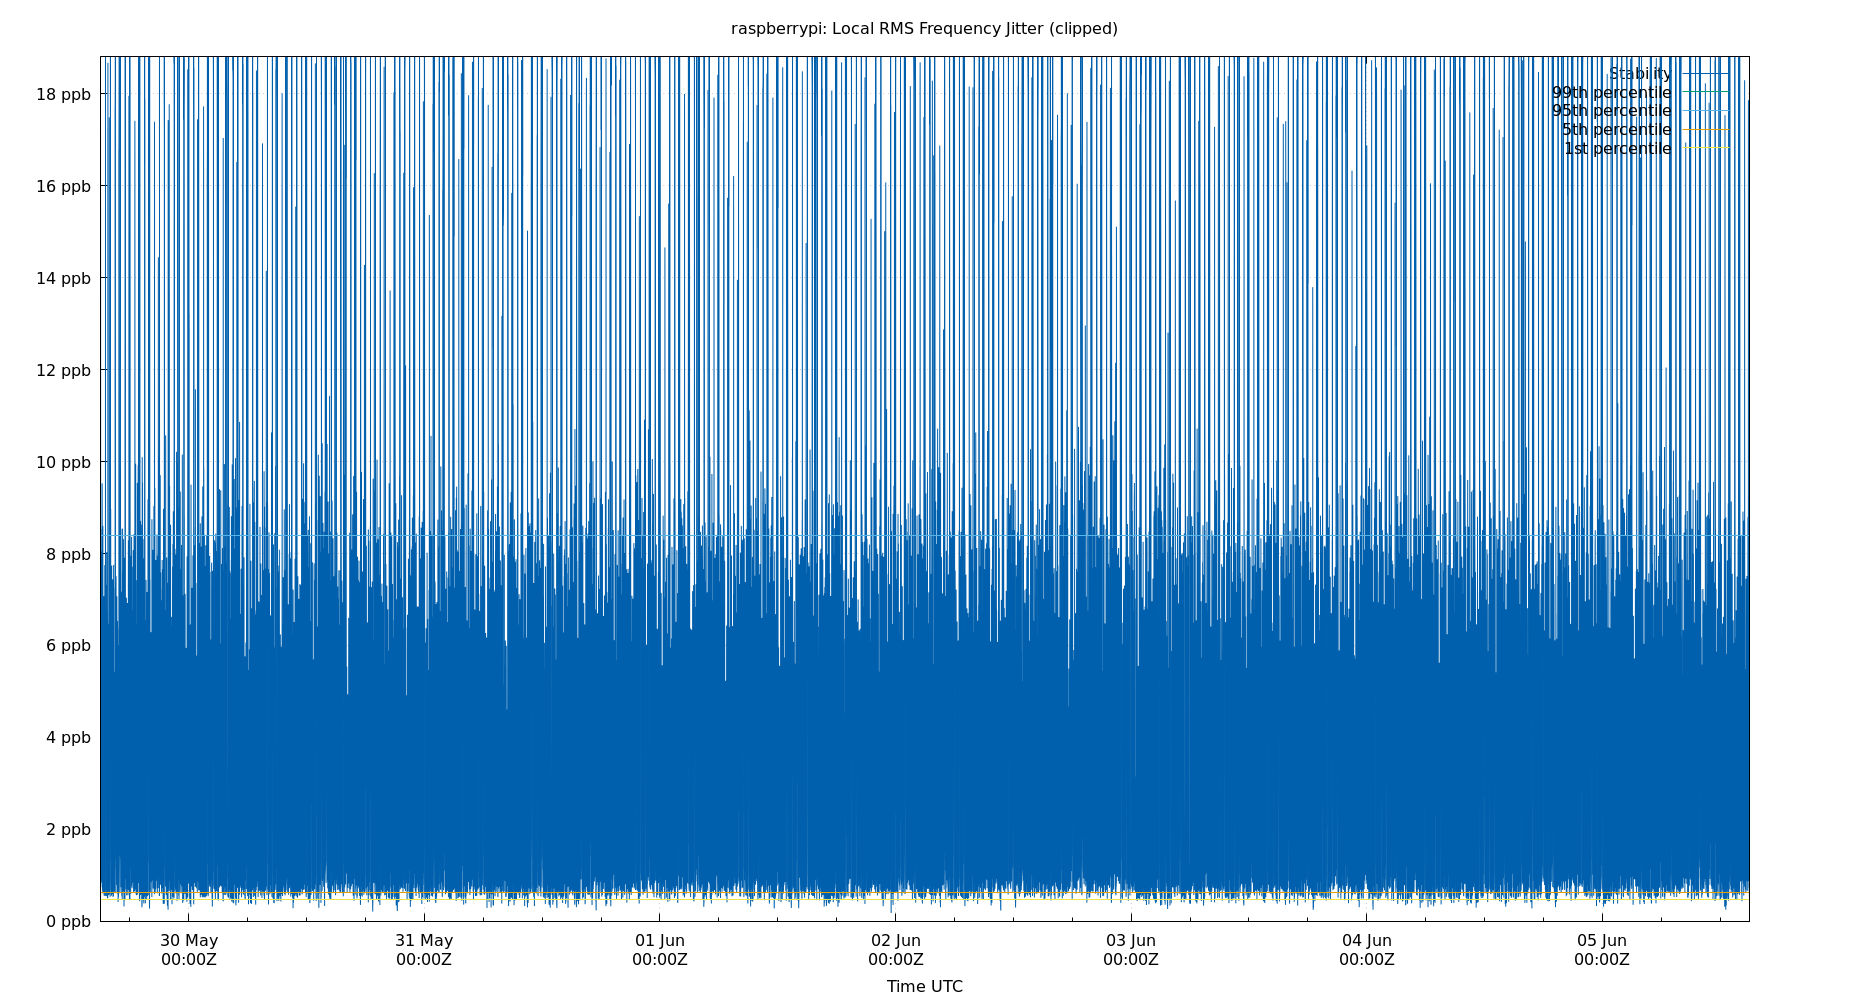 raspberrypi: Local RMS Frequency Jitter (clipped)
18 ppb
16 ppb
14 ppb
12 ppb
10 ppb
8 ppb
6 ppb
4 ppb
2 ppb
0 ppb
Stability
99th percentile
95th percentile
5th percentile
1st percentile
30 May 31 May 01 Jun 02 Jun 03 Jun 04 Jun 05 Jun
00:00Z 00:00Z 00:00Z 00:00Z 00:00Z 00:00Z 00:00Z
Time UTC